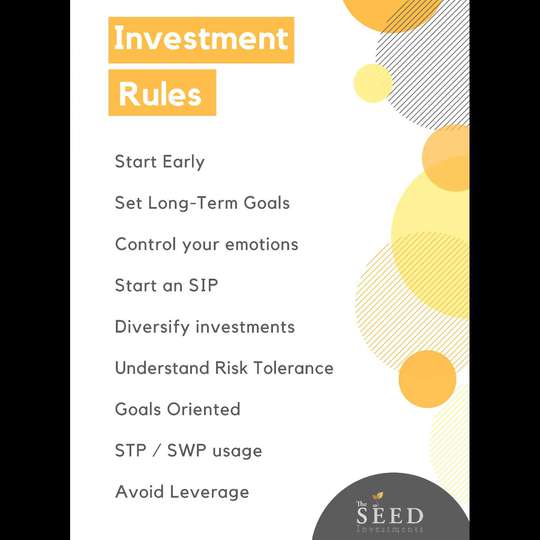 Investment
Rules
Start Early
Set Long-Term Goals
Control your emotions
Start an SIP
Diversify investments
Understand Risk Tolerance
Goals Oriented
STP / SWP usage
Avoid Leverage
The
SEED
Investments